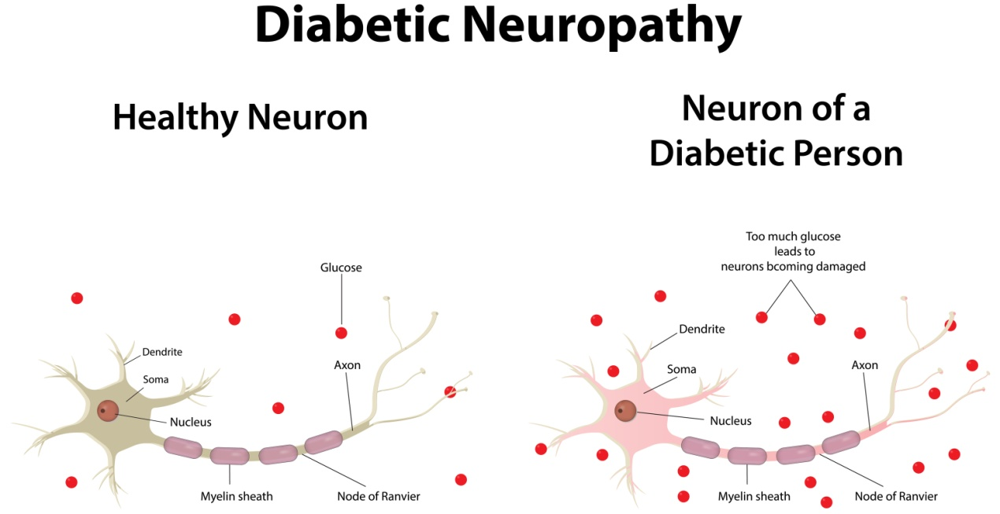 Diabetic Neuropathy
Healthy Neuron
Glucose
Dendrite
Soma
Axon
Nucleus
Myelin sheath
Node of Ranvier
Neuron of a
Diabetic Person
Too much glucose
leads to
neurons bcoming damaged
Dendrite
Soma
Axon
Nucleus
Myelin sheath
Node of Ranvier